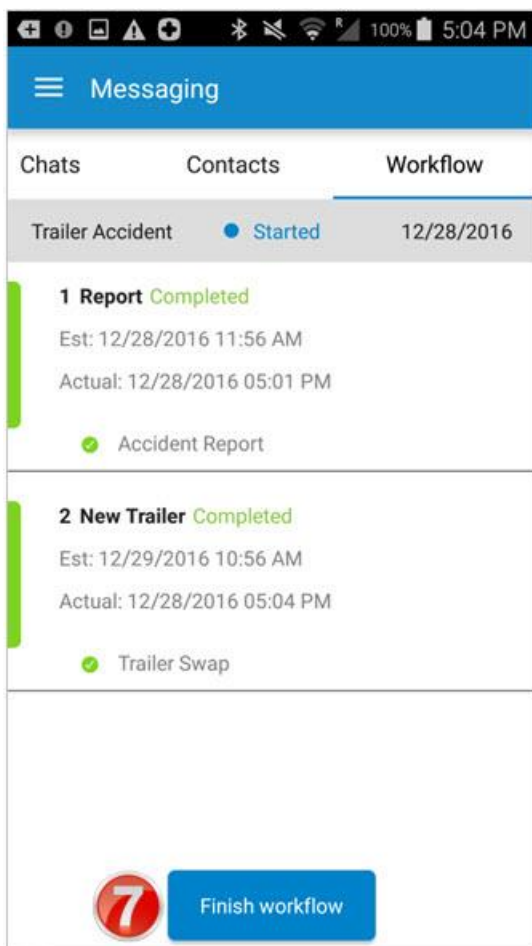 R 100% 5:04 PM
Messaging
Chats Contacts Workflow
Trailer Accident Started 12/28/2016
1 Report Completed
Est: 12/28/2016 11:56 AM
Actual: 12/28/2016 05:01 PM
Accident Report
2 New Trailer Completed
Est: 12/29/2016 10:56 AM
Actual: 12/28/2016 05:04 PM
Trailer Swap
7 Finish workflow